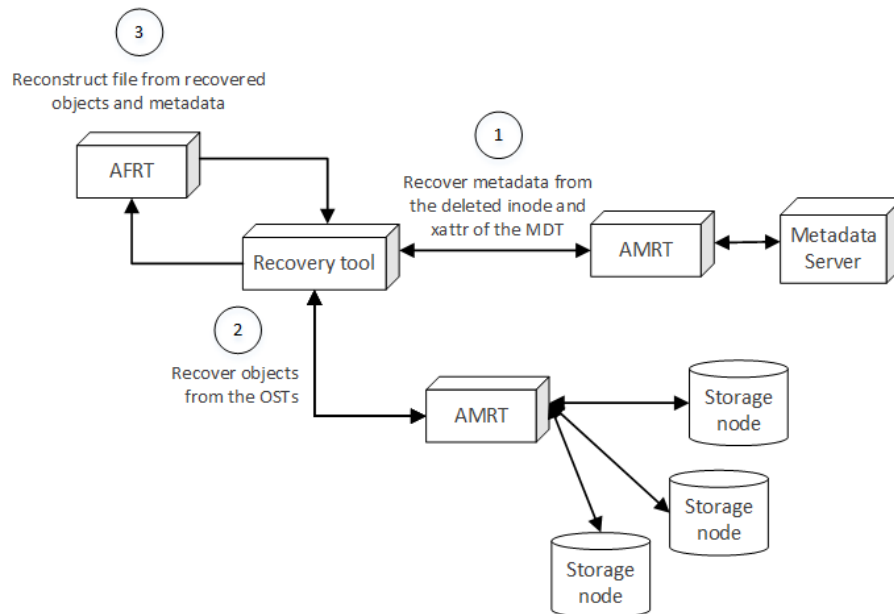 3
Reconstruct file from recovered
objects and metadata
AFRT
1
Recover metadata from
the deleted inode and
xattr of the MDT
Recovery tool
AMRT
Metadata
Server
2
Recover objects
from the OSTs
AMRT
Storage
node
Storage
node
Storage
node